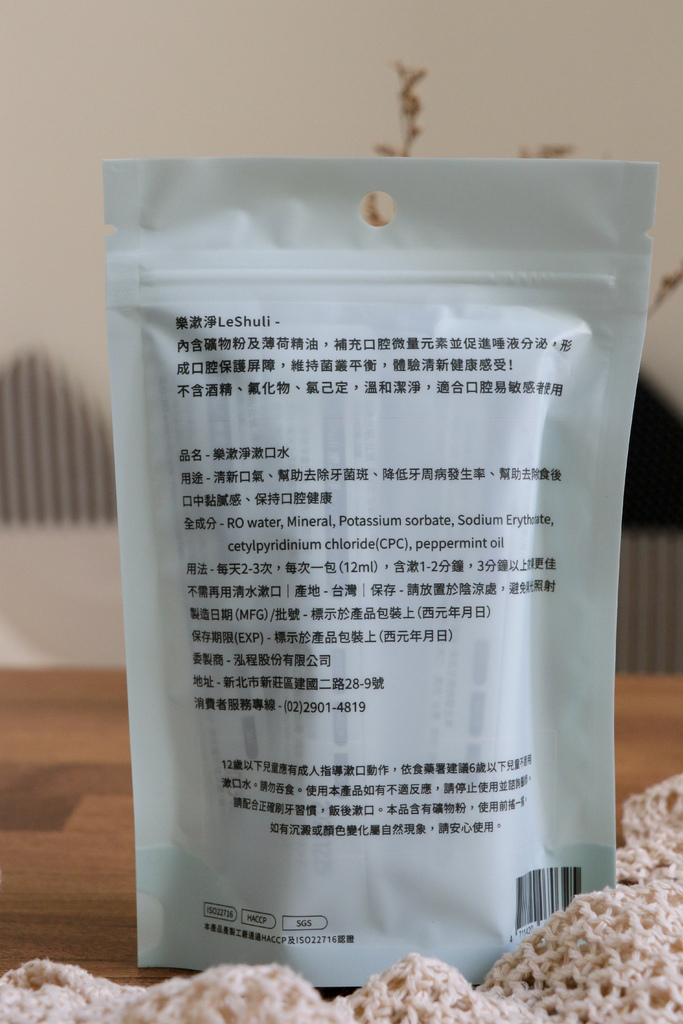 樂漱淨LeShuli -
內含礦物粉及薄荷精油，補充口腔微量元素並促進唾液分泌，形
成口腔保護屏障，維持菌叢平衡，體驗清新健康感受！
不含酒精、氟化物、氯己定，溫和潔淨，適合口腔易敏感者使用
品名 - 樂漱淨漱口水
用途 - 清新口氣、幫助去除牙菌斑、降低牙周病發生率、幫助去除食後
口中黏膩感、保持口腔健康
全成分 - RO water, Mineral, Potassium sorbate, Sodium
cetylpyridinium chloride(CPC), peppermint oil
用法 - 每天2-3次，每次一包(12ml)，含漱1-2分鐘，3分鐘以上效果更佳
不需再用清水漱口｜產地 - 台灣｜保存 - 請放置於陰涼處，避免陽光照射
製造日期(MFG)/批號 - 標示於產品包裝上(西元年月日)
保存期限(EXP) - 標示於產品包裝上(西元年月日)
委製商 - 泓程股份有限公司
地址 - 新北市新莊區建國二路28-9號
消費者服務專線 - (02)2901-4819
12歲以下兒童應有成人指導漱口動作，依食藥署建議6歲以下兒童不
漱口水。請勿吞食。使用本產品如有不適反應，請停止使用並諮詢醫師。
請配合正確刷牙習慣，飯後漱口。本品含有礦物粉，使用前搖一搖，
如有沉澱或顏色變化屬自然現象，請安心使用。
ISO22716 HACCP SGS
本產品產製工廠通過HACCP及ISO22716認證